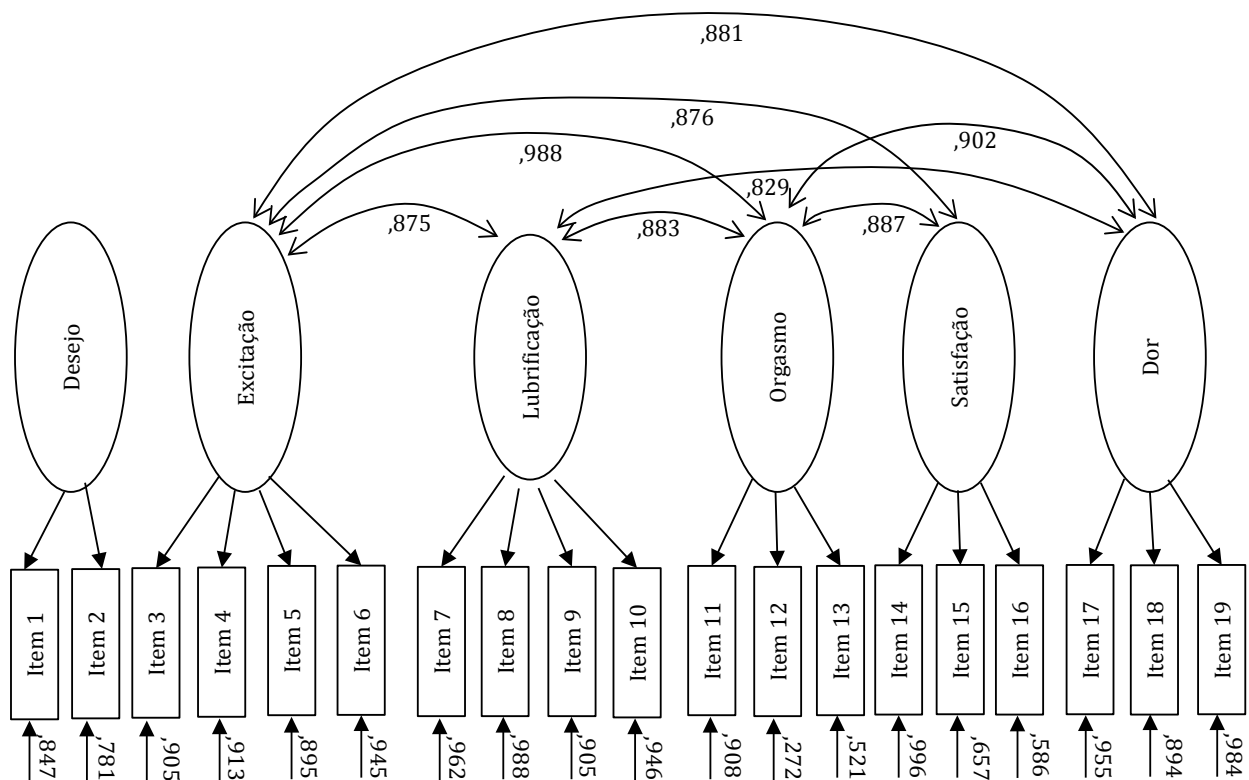 ,881
,876
,988
,902
,829
,875
,883
,887
Desejo
Excitação
Lubrificação
Orgasmo
Satisfação
Dor
Item 1
Item 2
Item 3
Item 4
Item 5
Item 6
Item 7
Item 8
Item 9
Item 10
Item 11
Item 12
Item 13
Item 14
Item 15
Item 16
Item 17
Item 18
Item 19
,847
,781
,905
,913
,895
,945
,962
,988
,905
,946
,908
,272
,521
,996
,657
,586
,955
,894
,984